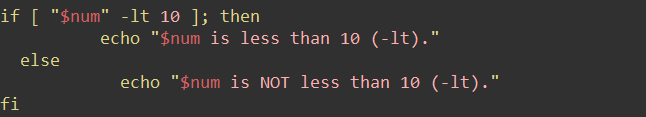 if [ "$num" -lt 10 ]; then
echo "$num is less than 10 (-lt)."
else
echo "$num is NOT less than 10 (-lt)."
fi